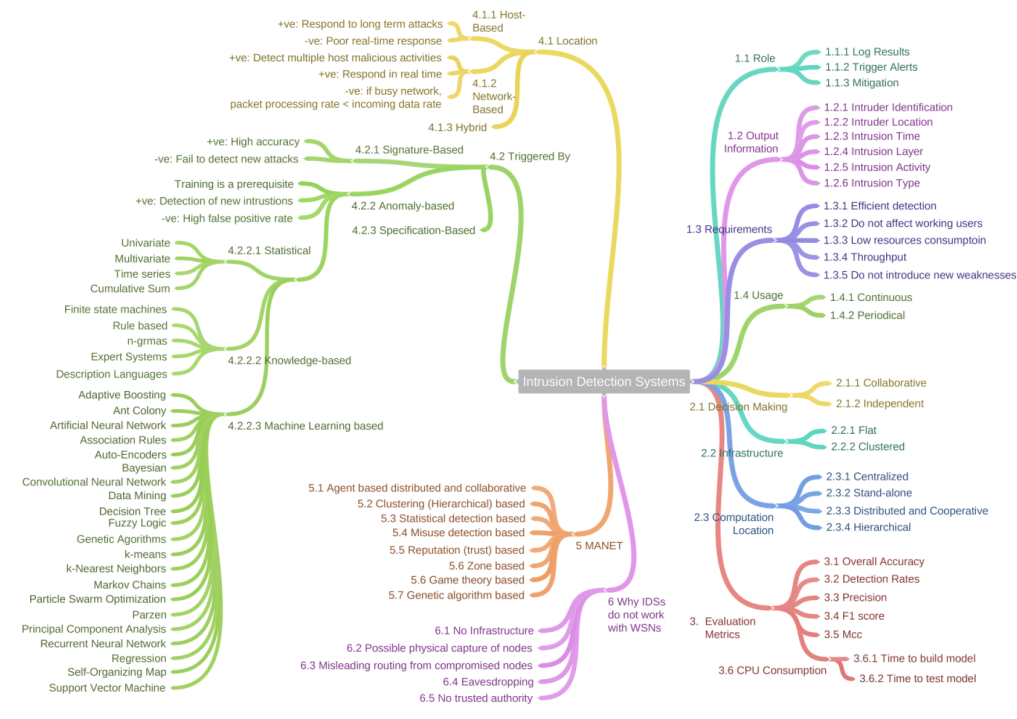 Intrusion Detection Systems
1.1 Role
1.1.1 Log Results
1.1.2 Trigger Alerts
1.1.3 Mitigation
1.2 Output
Information
1.2.1 Intruder Identification
1.2.2 Intruder Location
1.2.3 Intrusion Time
1.2.4 Intrusion Layer
1.2.5 Intrusion Activity
1.2.6 Intrusion Type
1.3 Requirements
1.3.1 Efficient detection
1.3.2 Do not affect working users
1.3.3 Low resources consumptoin
1.3.4 Throughput
1.3.5 Do not introduce new weaknesses
1.4 Usage
1.4.1 Continuous
1.4.2 Periodical
2.1 Decision Making
2.1.1 Collaborative
2.1.2 Independent
2.2 Infrastructure
2.2.1 Flat
2.2.2 Clustered
2.3 Computation
Location
2.3.1 Centralized
2.3.2 Stand-alone
2.3.3 Distributed and Cooperative
2.3.4 Hierarchical
3. Evaluation
Metrics
3.1 Overall Accuracy
3.2 Detection Rates
3.3 Precision
3.4 F1 score
3.5 Mcc
3.6 CPU Consumption
3.6.1 Time to build model
3.6.2 Time to test model
4.1 Location
4.1.1 Host-
Based
+ve: Respond to long term attacks
-ve: Poor real-time response
4.1.2
Network-
Based
+ve: Detect multiple host malicious activities
+ve: Respond in real time
-ve: if busy network,
packet processing rate < incoming data rate
4.1.3 Hybrid
4.2 Triggered By
4.2.1 Signature-Based
+ve: High accuracy
-ve: Fail to detect new attacks
4.2.2 Anomaly-based
Training is a prerequisite
+ve: Detection of new intrustions
-ve: High false positive rate
4.2.2.1 Statistical
Univariate
Multivariate
Time series
Cumulative Sum
4.2.2.2 Knowledge-based
Finite state machines
Rule based
n-grmas
Expert Systems
Description Languages
4.2.2.3 Machine Learning based
Adaptive Boosting
Ant Colony
Artificial Neural Network
Association Rules
Auto-Encoders
Bayesian
Convolutional Neural Network
Data Mining
Decision Tree
Fuzzy Logic
Genetic Agorithms
k-means
k-Nearest Neighbors
Markov Chains
Particle Swarm Optimization
Parzen
Principal Component Analysis
Recurrent Neural Network
Regression
Self-Organizing Map
Support Vector Machine
4.2.3 Specification-Based
5 MANET
5.1 Agent based distributed and collaborative
5.2 Clustering (Hierarchical) based
5.3 Statistical detection based
5.4 Misuse detection based
5.5 Reputation (trust) based
5.6 Zone based
5.6 Game theory based
5.7 Genetic algorithm based
6 Why IDSs
do not work
with WSNs
6.1 No Infrastructure
6.2 Possible physical capture of nodes
6.3 Misleading routing from compromised nodes
6.4 Eavesdropping
6.5 No trusted authority